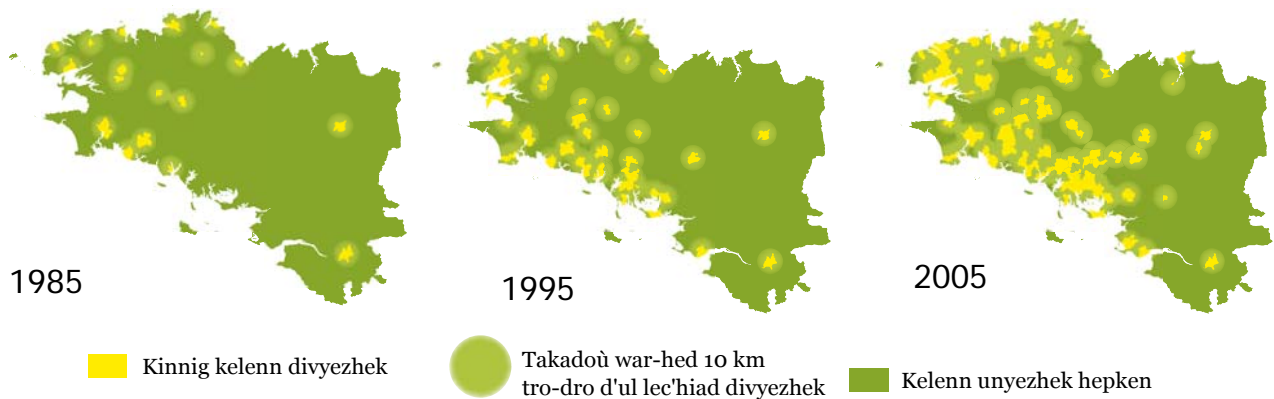 1985
1995
2005
Kinnig kelenn divyezhek
Takadoù war-hed 10 km
tro-dro d'ul lec'hiad divyezhek
Kelenn unyezhek hepken